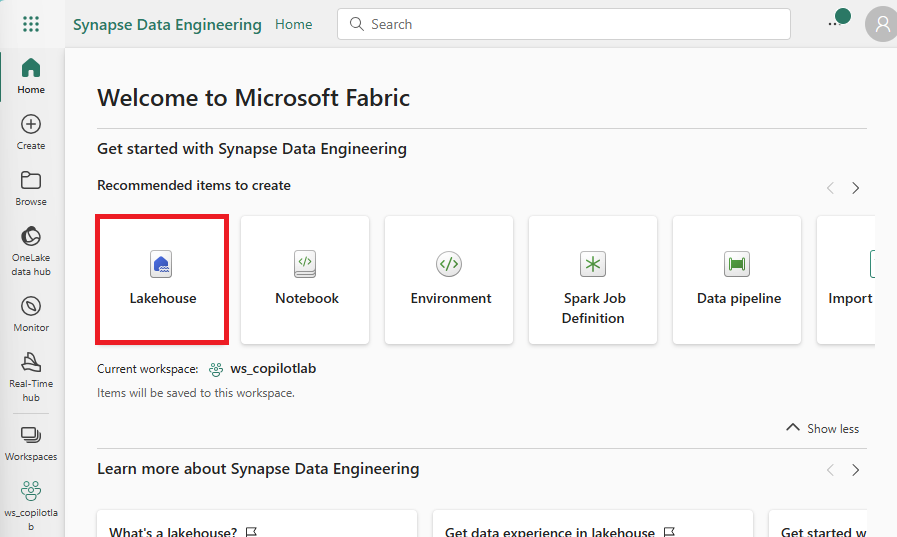 Synapse Data Engineering Home Search
Home
Create
Browse
OneLake
data hub
Monitor
Real-Time
hub
Workspaces
ws_copilotla
b
Welcome to Microsoft Fabric
Get started with Synapse Data Engineering
Recommended items to create
Lakehouse
Notebook
Environment
Spark Job
Definition
Data pipeline
Import
Current workspace: ws_copilotlab
Items will be saved to this workspace.
Show less
Learn more about Synapse Data Engineering
What's a lakehouse?
Get data experience in lakehouse
Get started w